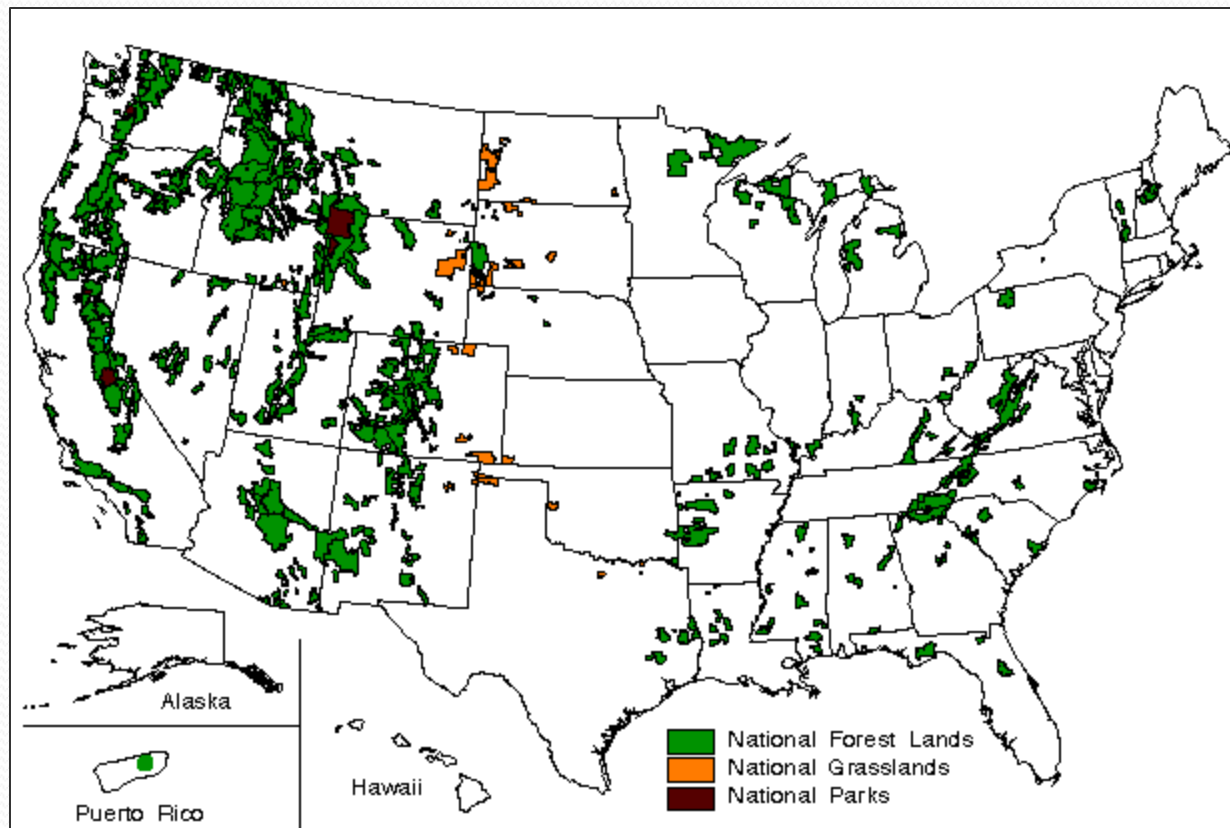 Alaska
Puerto Rico
Hawaii
National Forest Lands
National Grasslands
National Parks